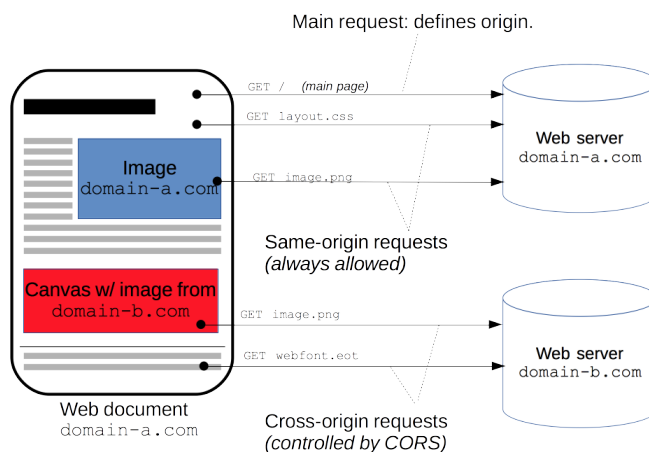 Main request: defines origin.
GET / (main page)
GET layout.css
Web server
domain-a.com
Image
domain-a.com
GET image.png
Same-origin requests
(always allowed)
Canvas w/ image from
domain-b.com
GET image.png
GET webfont.eot
Web server
domain-b.com
Web document
domain-a.com
Cross-origin requests
(controlled by CORS)